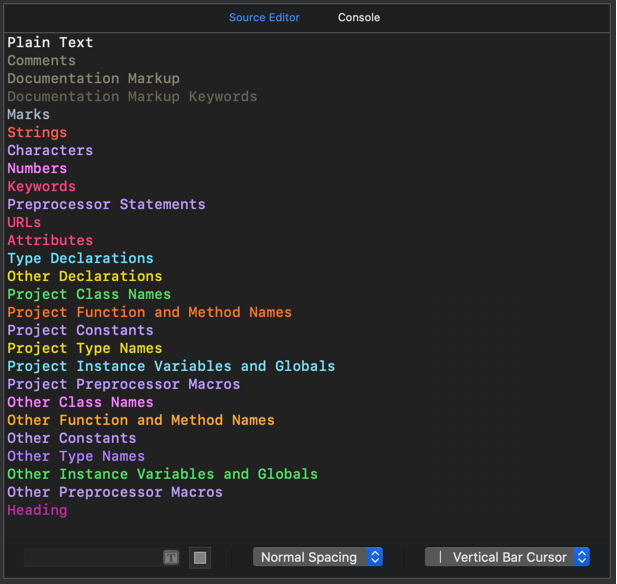 Source Editor Console
Plain Text
Comments
Documentation Markup
Documentation Markup Keywords
Marks
Strings
Characters
Numbers
Keywords
Preprocessor Statements
URLs
Attributes
Type Declarations
Other Declarations
Project Class Names
Project Function and Method Names
Project Constants
Project Type Names
Project Instance Variables and Globals
Project Preprocessor Macros
Other Class Names
Other Function and Method Names
Other Constants
Other Type Names
Other Instance Variables and Globals
Other Preprocessor Macros
Heading
T Normal Spacing Vertical Bar Cursor